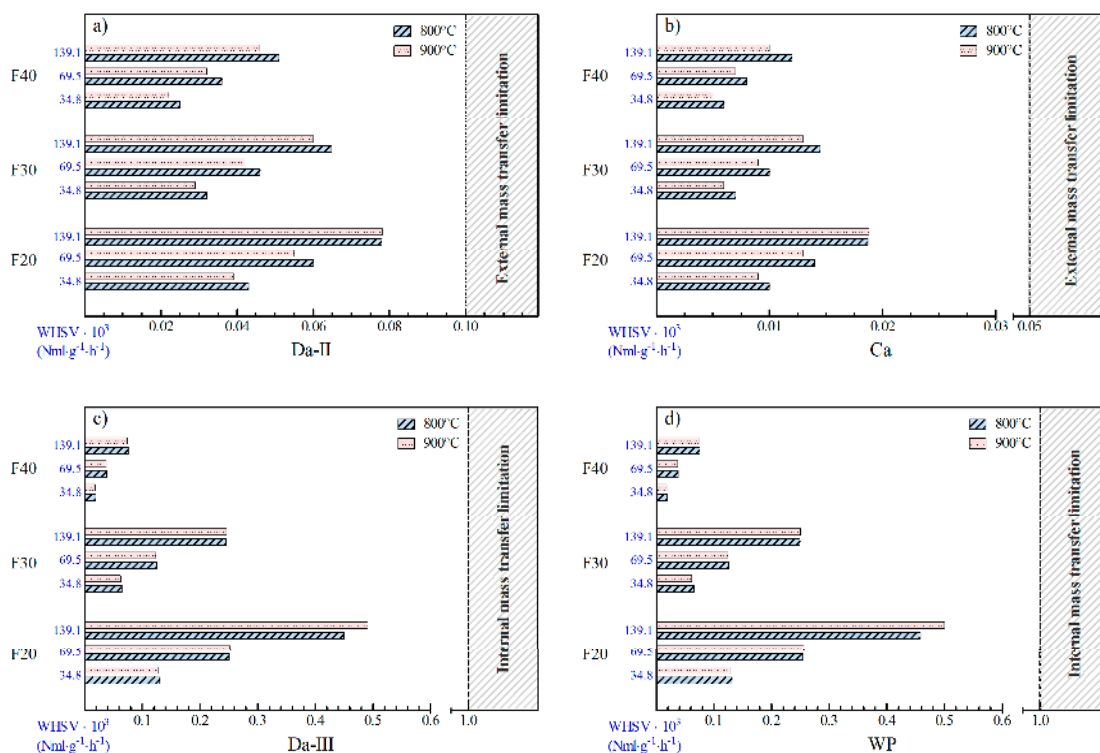 a)
800°C
900°C
139.1
F40
69.5
34.8
139.1
F30
69.5
34.8
139.1
F20
69.5
34.8
External mass transfer limitation
0.02
0.04
0.06
0.08
0.10
WHSV · 10³
(Nml·g⁻¹·h⁻¹)
Da-II
b)
800°C
900°C
139.1
F40
69.5
34.8
139.1
F30
69.5
34.8
139.1
F20
69.5
34.8
External mass transfer limitation
0.01
0.02
0.03
0.05
WHSV · 10³
(Nml·g⁻¹·h⁻¹)
Ca
c)
800°C
900°C
139.1
F40
69.5
34.8
139.1
F30
69.5
34.8
139.1
F20
69.5
34.8
Internal mass transfer limitation
0.1
0.2
0.3
0.4
0.5
0.6
1.0
WHSV · 10³
(Nml·g⁻¹·h⁻¹)
Da-III
d)
800°C
900°C
139.1
F40
69.5
34.8
139.1
F30
69.5
34.8
139.1
F20
69.5
34.8
Internal mass transfer limitation
0.1
0.2
0.3
0.4
0.5
0.6
1.0
WHSV · 10³
(Nml·g⁻¹·h⁻¹)
WP